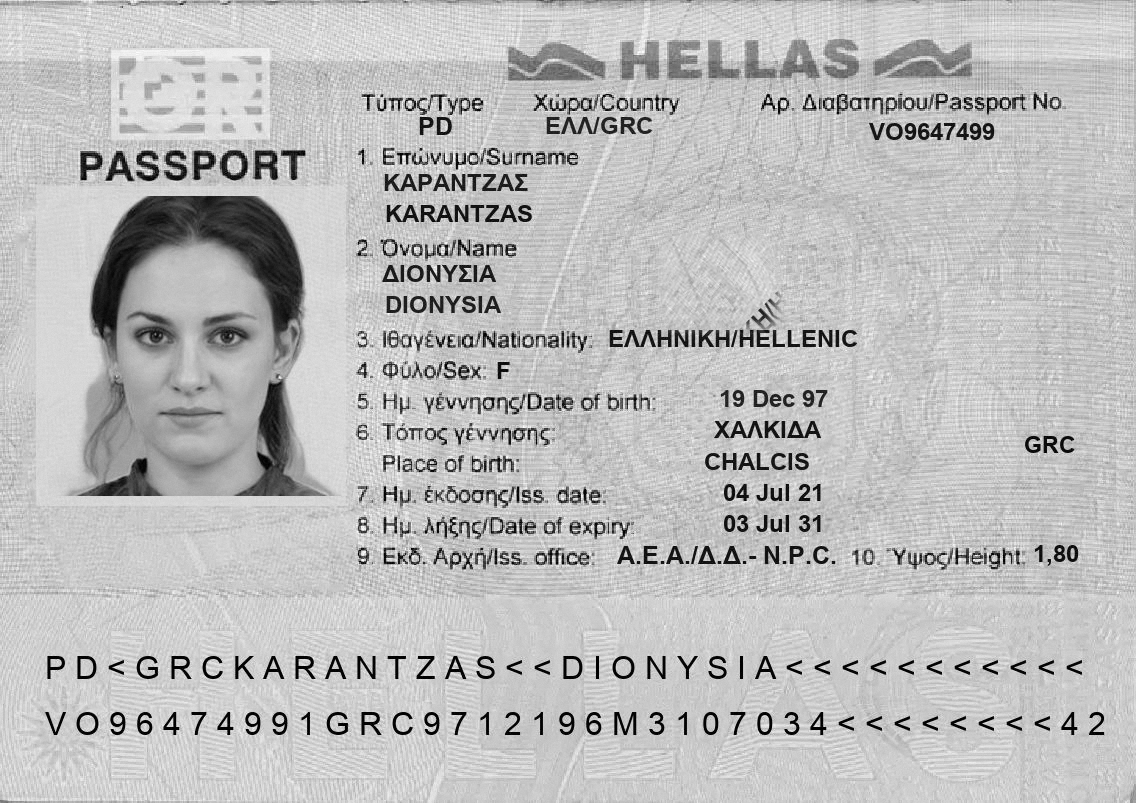 HELLAS
GR
PASSPORT
Τύπος/Type Χώρα/Country Αρ. Διαβατηρίου/Passport No.
PD ΕΛΛ/GRC VO9647499
1. Επώνυμο/Surname
ΚΑΡΑΝΤΖΑΣ
KARANTZAS
2. Όνομα/Name
ΔΙΟΝΥΣΙΑ
DIONYSIA
3. Ιθαγένεια/Nationality: ΕΛΛΗΝΙΚΗ/HELLENIC
4. Φύλο/Sex: F
5. Ημ. γέννησης/Date of birth: 19 Dec 97
6. Τόπος γέννησης: ΧΑΛΚΙΔΑ
Place of birth: CHALCIS GRC
7. Ημ. έκδοσης/Iss. date: 04 Jul 21
8. Ημ. λήξης/Date of expiry: 03 Jul 31
9 Εκδ. Αρχή/Iss. office: Α.Ε.Α./Δ.Δ.- N.P.C. 10. Ύψος/Height: 1,80
HELLAS
PD<GRCKARANTZAS<<DIONYSIA<<<<<<<<<<<
VO96474991GRC9712196M3107034<<<<<<<<42